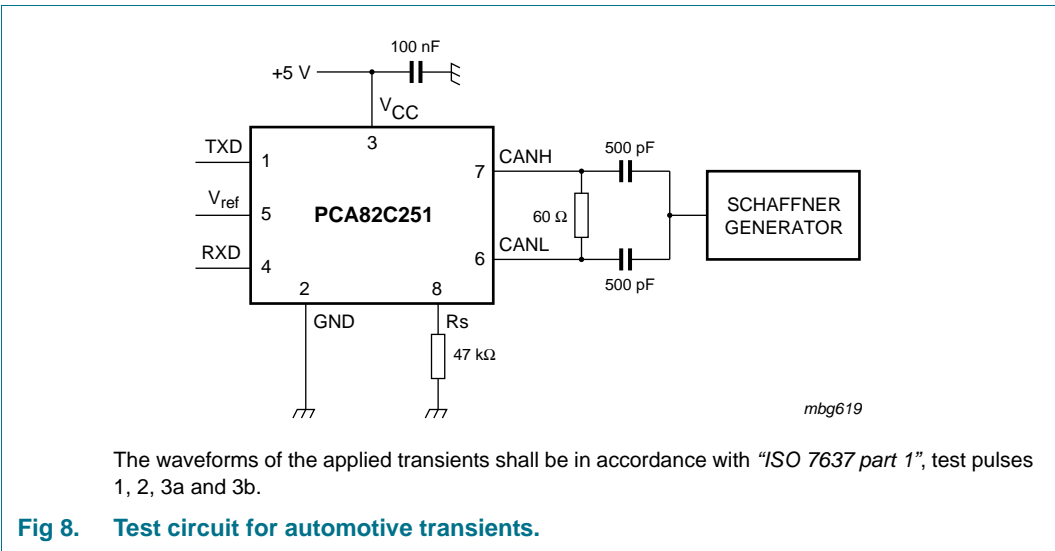 100 nF
+5 V
VCC
3
TXD
1
7
CANH
500 pF
Vref
5
PCA82C251
60 Ω
SCHAFFNER
GENERATOR
RXD
4
6
CANL
500 pF
2
8
GND
Rs
47 kΩ
mbg619
The waveforms of the applied transients shall be in accordance with “ISO 7637 part 1”, test pulses
1, 2, 3a and 3b.
Fig 8. Test circuit for automotive transients.